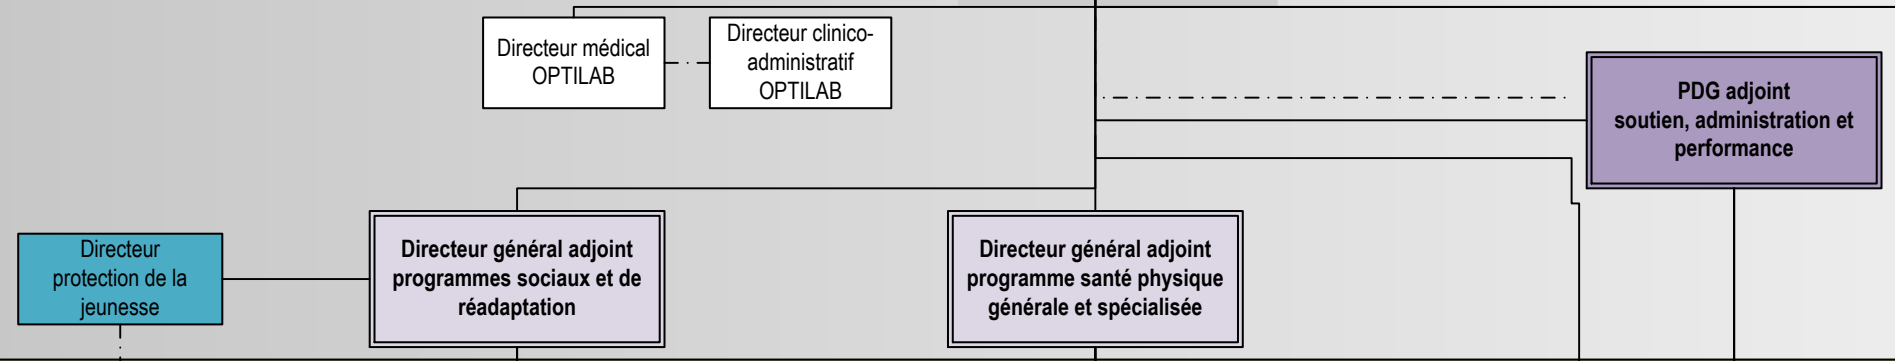 Directeur médical
OPTILAB
Directeur clinico-
administratif
OPTILAB
PDG adjoint
soutien, administration et
performance
Directeur
protection de la
jeunesse
Directeur général adjoint
programmes sociaux et de
réadaptation
Directeur général adjoint
programme santé physique
générale et spécialisée